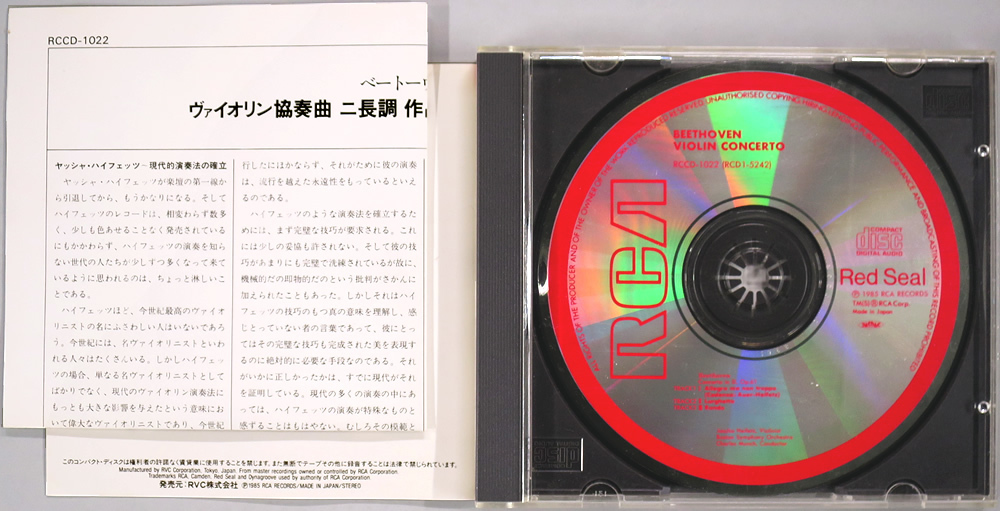 RCCD-1022
ベートーヴ
ヴァイオリン協奏曲 ニ長調 作品
ヤッシャ・ハイフェッツ−現代的演奏法の確立
ヤッシャ・ハイフェッツが楽壇の第一線か
ら引退してから、もうかなりになる。そして
ハイフェッツのレコードは、相変わらず数多
く、少しも色あせることなく発売されている
にもかかわらず、ハイフェッツの演奏を知ら
ない世代の人たちが少しずつ多くなって来て
いるように思われるのは、ちょっと淋しいこ
とである。
ハイフェッツほど、今世紀最高のヴァイオ
リニストの名にふさわしい人はいないであろ
う。今世紀には、名ヴァイオリニストといわ
れる人々はたくさんいる。しかしハイフェッ
ツの場合、単なる名ヴァイオリニストとして
ばかりでなく、現代のヴァイオリン演奏法に
もっとも大きな影響を与えたという意味にお
いて偉大なヴァイオリニストであり、今世紀
行したにほかならず、それがために彼の演奏
は、流行を越えた永遠性をもっているといえ
るのである。
ハイフェッツのような演奏法を確立するた
めには、まず完璧な技巧が要求される。これ
には少しの妥協も許されない。そして彼の技
巧があまりにも完璧で洗練されているが故に、
機械的だの即物的だのという批判がさかんに
加えられたこともあった。しかしそれはハイ
フェッツの技巧のもつ真の意味を理解し、感
じとっていない者の言葉であって、彼にとっ
てはその完璧な技巧も完成された美を表現す
るのに絶対的に必要な手段なのである。それ
がいかに正しかったかは、すでに現代がそれ
を証明している。現代の多くの演奏の中にあ
っては、ハイフェッツの演奏が特殊なものと
感ずることはもはやない。むしろその模範と
このコンパクト・ディスクは権利者の許諾なく賃貸業に使用することを禁じます。また無断でテープその他に録音することは法律で禁じられています。
Manufactured by RVC Corporation, Tokyo, Japan. From master recordings owned or controlled by RCA Corporation.
Trademarks RCA, Camden, Red Seal and Dynagroove used by authority of RCA Corporation.
発売元:RVC株式会社 ℗©1985 RCA RECORDS/MADE IN JAPAN/STEREO
BEETHOVEN
VIOLIN CONCERTO
RCCD-1022 (RCD1-5242)
RCA
COMPACT
disc
DIGITAL AUDIO
Red Seal
℗ 1985 RCA RECORDS
TM(S)® RCA Corp.
Made in Japan
Jascha Heifetz, Violinist
Boston Symphony Orchestra
Charles Munch, Conductor